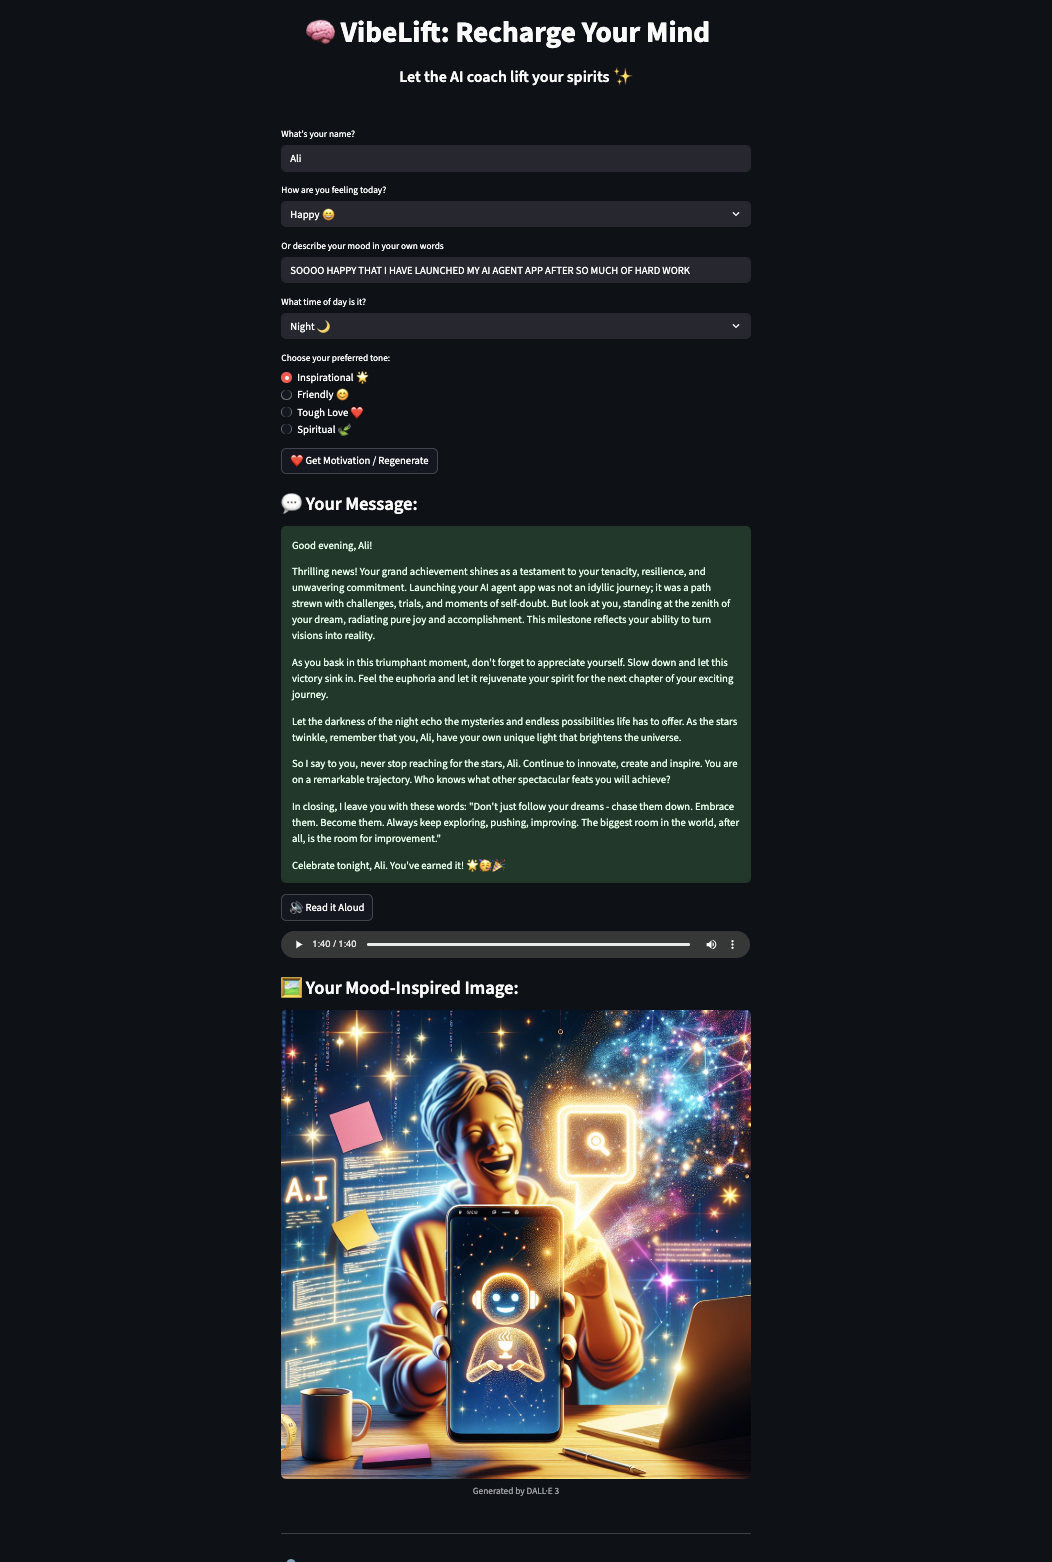 🧠 VibeLift: Recharge Your Mind
Let the AI coach lift your spirits ✨
What's your name?
Ali
How are you feeling today?
Happy 😄
Or describe your mood in your own words
SOOOO HAPPY THAT I HAVE LAUNCHED MY AI AGENT APP AFTER SO MUCH OF HARD WORK
What time of day is it?
Night 🌙
Choose your preferred tone:
Inspirational 🌟
Friendly 😊
Tough Love ❤️
Spiritual 🌿
❤️ Get Motivation / Regenerate
💬 Your Message:
Good evening, Ali!
Thrilling news! Your grand achievement shines as a testament to your tenacity, resilience, and
unwavering commitment. Launching your AI agent app was not an idyllic journey; it was a path
strewn with challenges, trials, and moments of self-doubt. But look at you, standing at the zenith of
your dream, radiating pure joy and accomplishment. This milestone reflects your ability to turn
visions into reality.
As you bask in this triumphant moment, don't forget to appreciate yourself. Slow down and let this
victory sink in. Feel the euphoria and let it rejuvenate your spirit for the next chapter of your exciting
journey.
Let the darkness of the night echo the mysteries and endless possibilities life has to offer. As the stars
twinkle, remember that you, Ali, have your own unique light that brightens the universe.
So I say to you, never stop reaching for the stars, Ali. Continue to innovate, create and inspire. You are
on a remarkable trajectory. Who knows what other spectacular feats you will achieve?
In closing, I leave you with these words: "Don't just follow your dreams - chase them down. Embrace
them. Become them. Always keep exploring, pushing, improving. The biggest room in the world, after
all, is the room for improvement."
Celebrate tonight, Ali. You've earned it! 🌟🥳🎉
🔊 Read it Aloud
1:40 / 1:40
🖼️ Your Mood-Inspired Image:
A.I
Generated by DALL·E 3